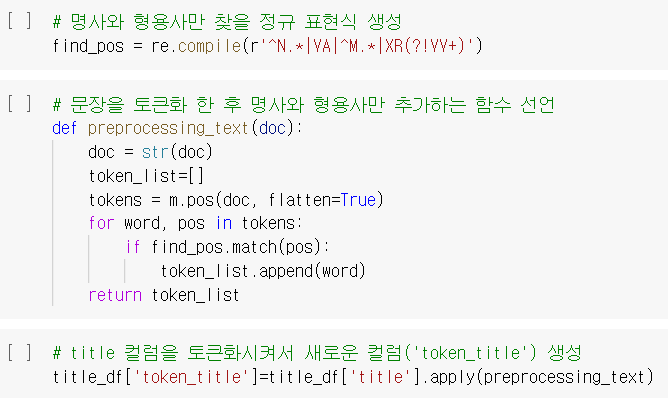 [ ] # 명사와 형용사만 찾을 정규 표현식 생성
find_pos = re.compile(r'^N.*|VA|^M.*|XR(?!VV+)')
[ ] # 문장을 토큰화 한 후 명사와 형용사만 추가하는 함수 선언
def preprocessing_text(doc):
    doc = str(doc)
    token_list=[]
    tokens = m.pos(doc, flatten=True)
    for word, pos in tokens:
        if find_pos.match(pos):
            token_list.append(word)
    return token_list
[ ] # title 컬럼을 토큰화시켜서 새로운 컬럼('token_title') 생성
title_df['token_title']=title_df['title'].apply(preprocessing_text)